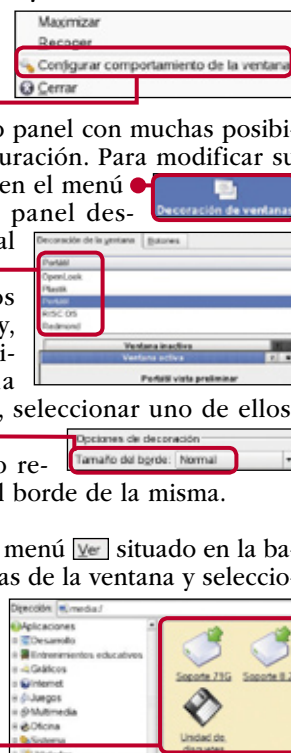 Maximizar
Recoger
Configurar comportamiento de la ventana
Cerrar
o panel con muchas posibi-
uración. Para modificar su
en el menú
panel des-
al
Decoración de ventanas
Decoración de la ventana Botones
Portátil
OpenLook
Plastik
Portátil
RISC OS
Redmond
os
y,
i-
a
Ventana inactiva
Ventana activa
Portátil vista preliminar
, seleccionar uno de ellos
Opciones de decoración
Tamaño del borde: Normal
o re-
l borde de la misma.
menú Ver situado en la ba-
as de la ventana y seleccio-
Dirección: media:/
Aplicaciones
Desarrollo
Entretenimientos educativos
Gráficos
Internet
Juegos
Multimedia
Oficina
Sistema
Soporte 79G
Soporte 8.2
Unidad de
disquetes